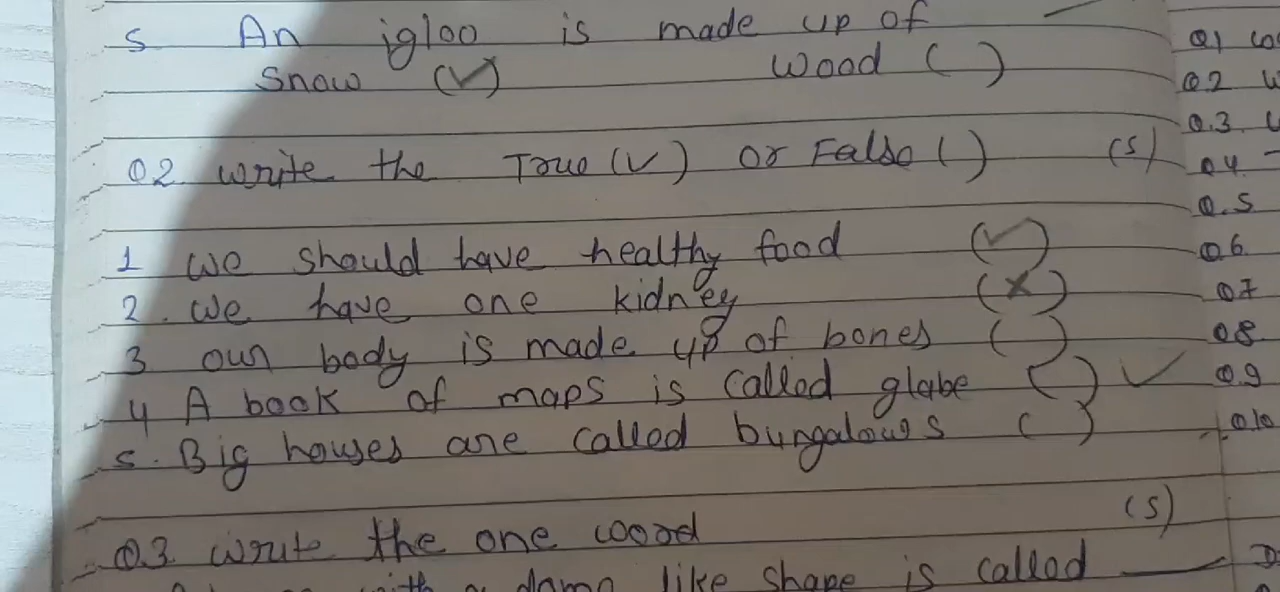 5 An igloo is made up of
Snow (✓) Wood ( )
Q2 write the True (✓) or False ( ) (5)
1 we should have healthy food (✓)
2. we have one kidney (×)
3 our body is made up of bones ( )
4 A book of maps is called glabe ( ) ✓
5. Big houses are called bungalows ( )
Q.3 write the one word (5)
like shape is called
Q1
Q2
Q.3.
Q4.
Q.5
Q6.
Q7
Q8.
Q9
Q10